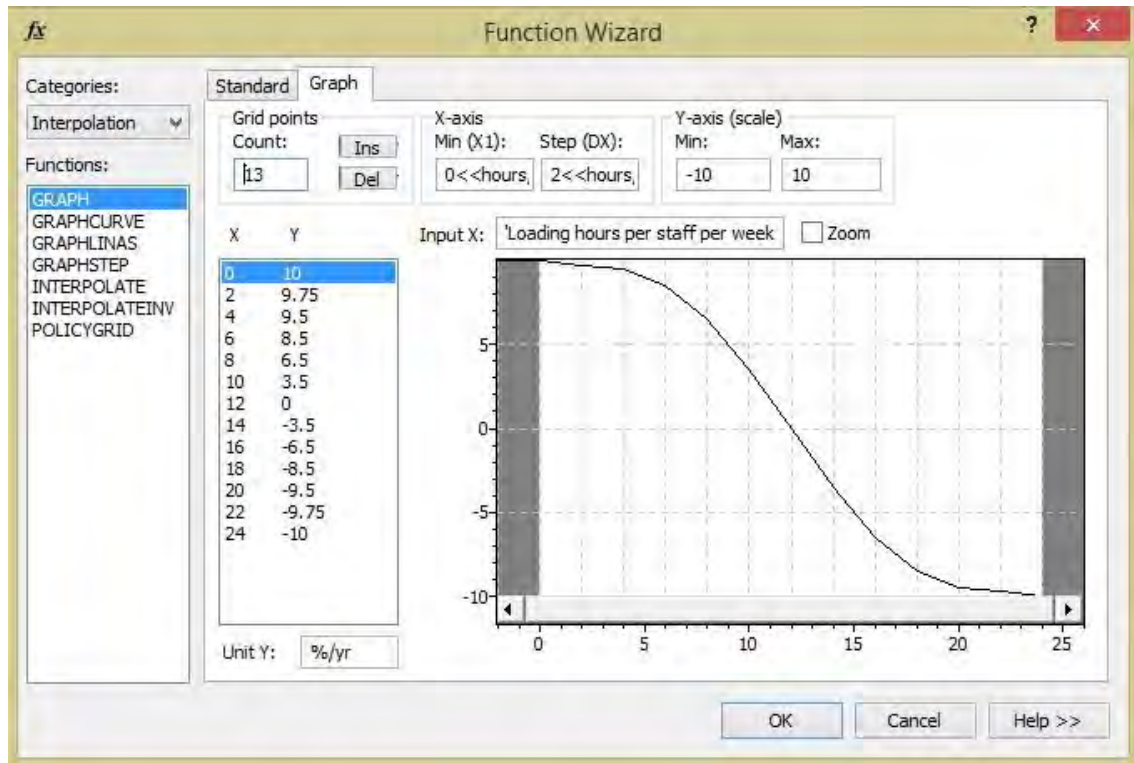 fx Function Wizard ? ×
Categories:
Interpolation
Functions:
GRAPH
GRAPHCURVE
GRAPHLINAS
GRAPHSTEP
INTERPOLATE
INTERPOLATEINV
POLICYGRID
Standard Graph
Grid points X-axis Y-axis (scale)
Count: Ins Min (X1): Step (DX): Min: Max:
13 Del 0<<hours, 2<<hours, -10 10
X Y Input X: 'Loading hours per staff per week Zoom
0 10
2 9.75
4 9.5
6 8.5
8 6.5
10 3.5
12 0
14 -3.5
16 -6.5
18 -8.5
20 -9.5
22 -9.75
24 -10
5
0
-5
-10
0 5 10 15 20 25
Unit Y: %/yr
OK Cancel Help >>